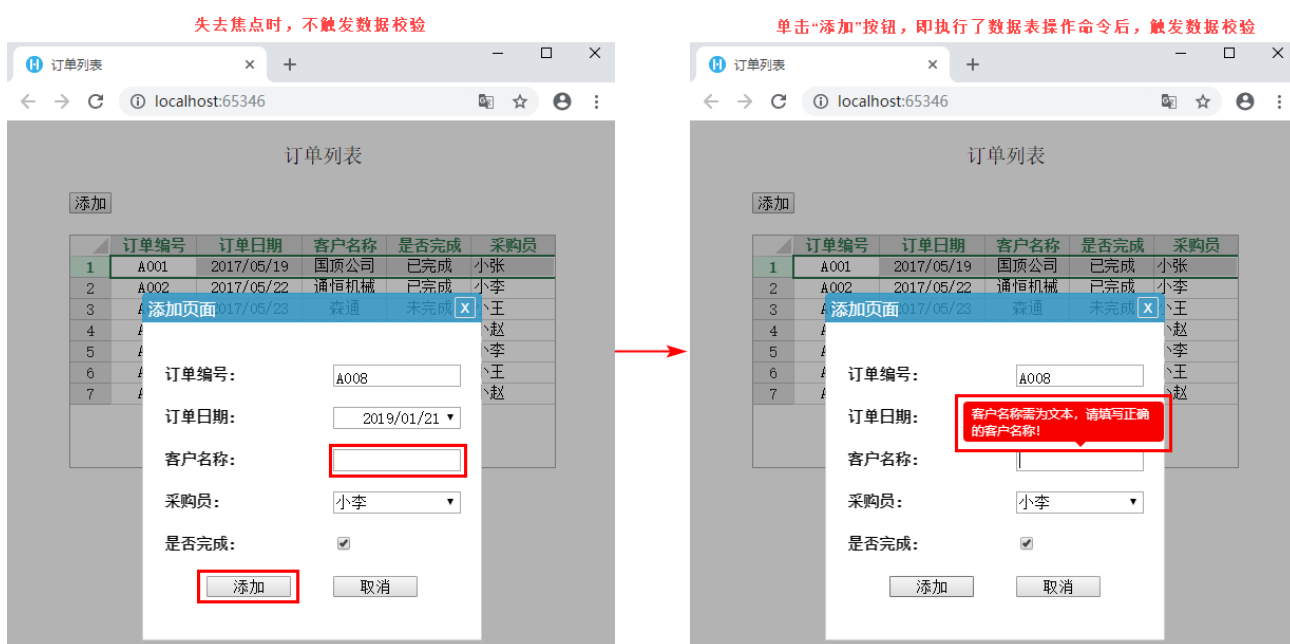 失去焦点时，不触发数据校验
订单列表
localhost:65346
订单列表
添加
订单编号 订单日期 客户名称 是否完成 采购员
1 A001 2017/05/19 国顶公司 已完成 小张
2 A002 2017/05/22 通恒机械 已完成 小李
3 2017/05/23 森通 未完成 小王
4 小赵
5 小李
6 小王
7 小赵
添加页面 X
订单编号： A008
订单日期： 2019/01/21
客户名称：
采购员： 小李
是否完成：
添加 取消
单击“添加”按钮，即执行了数据表操作命令后，触发数据校验
订单列表
localhost:65346
订单列表
添加
订单编号 订单日期 客户名称 是否完成 采购员
1 A001 2017/05/19 国顶公司 已完成 小张
2 A002 2017/05/22 通恒机械 已完成 小李
3 2017/05/23 森通 未完成 小王
4 小赵
5 小李
6 小王
7 小赵
添加页面 X
订单编号： A008
订单日期：
客户名称需为文本，请填写正确
的客户名称！
客户名称：
采购员： 小李
是否完成：
添加 取消